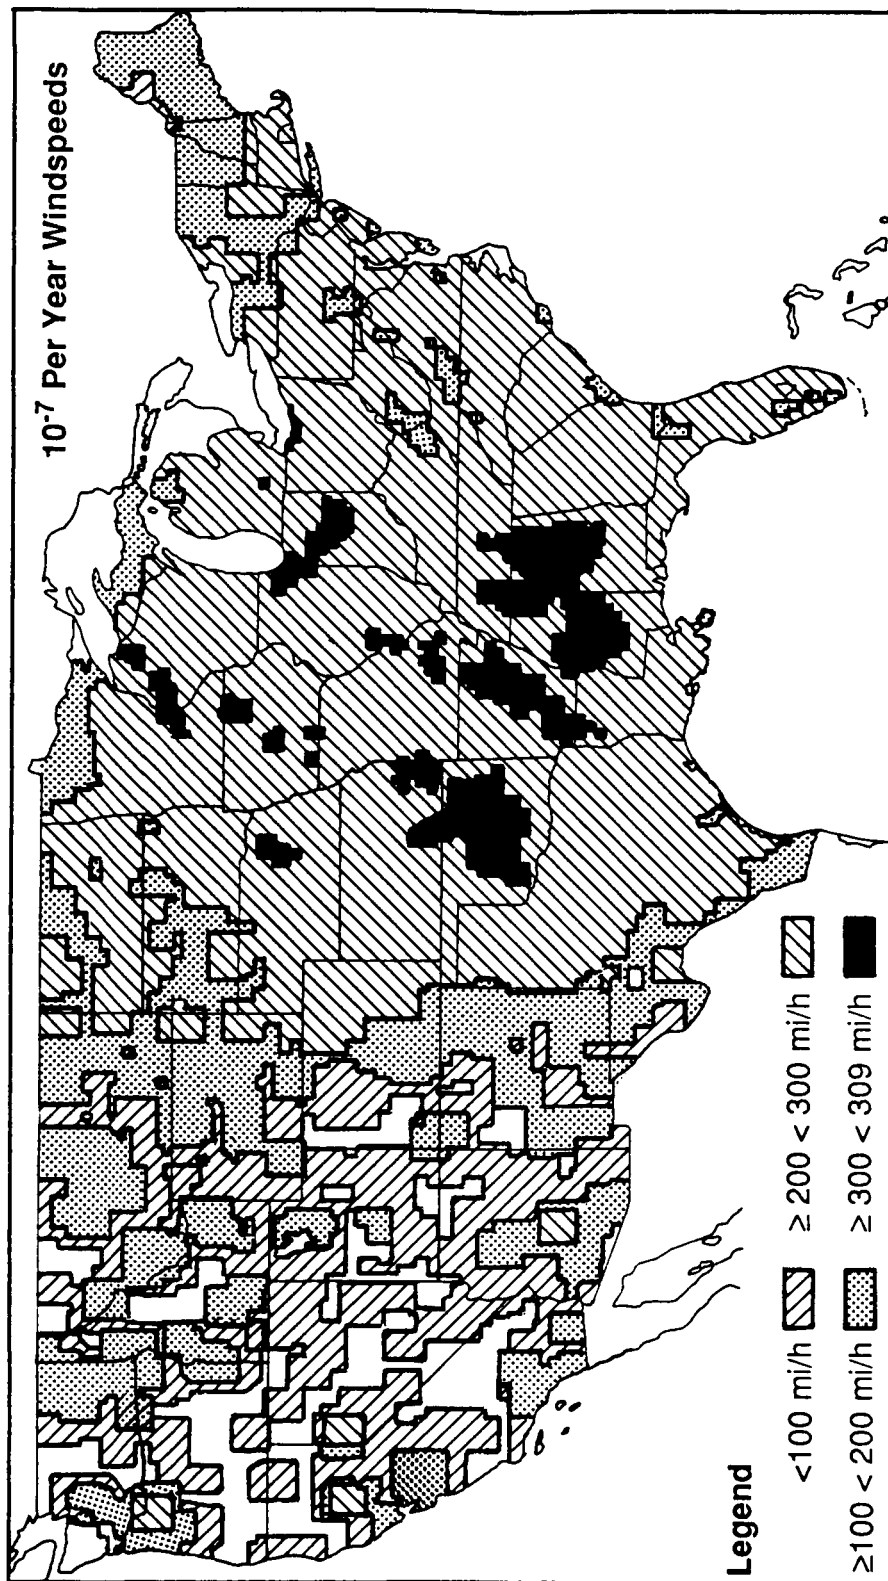 10⁻⁷ Per Year Windspeeds
Legend
<100 mi/h
≥ 200 < 300 mi/h
≥100 < 200 mi/h
≥ 300 < 309 mi/h